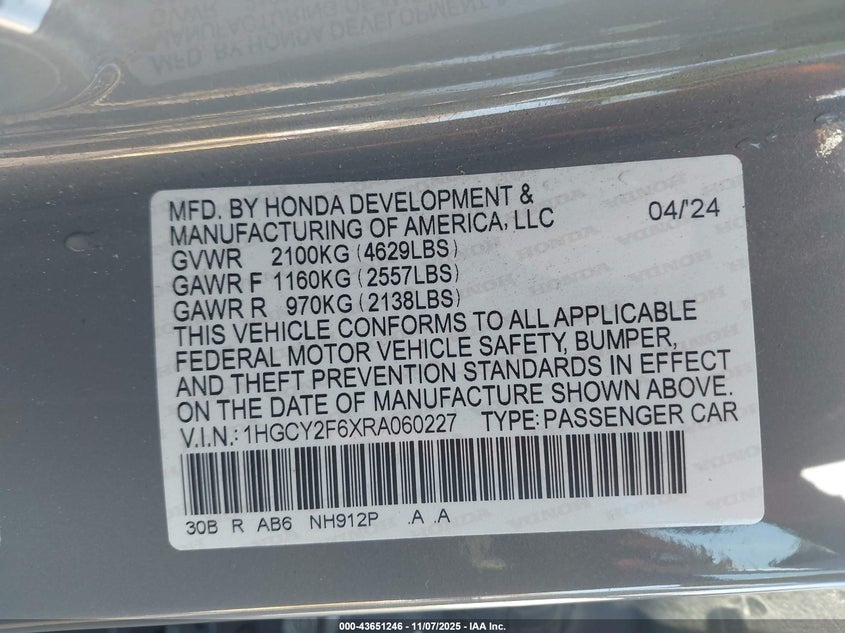 MFD. BY HONDA DEVELOPMENT &
MANUFACTURING OF AMERICA, LLC 04/'24
GVWR 2100KG (4629LBS)
GAWR F 1160KG (2557LBS)
GAWR R 970KG (2138LBS)
THIS VEHICLE CONFORMS TO ALL APPLICABLE
FEDERAL MOTOR VEHICLE SAFETY, BUMPER,
AND THEFT PREVENTION STANDARDS IN EFFECT
ON THE DATE OF MANUFACTURE SHOWN ABOVE.
V.I.N.: 1HGCY2F6XRA060227 TYPE: PASSENGER CAR
30B R AB6 NH912P .A .A
000-43651246 - 11/07/2025 - IAA Inc.